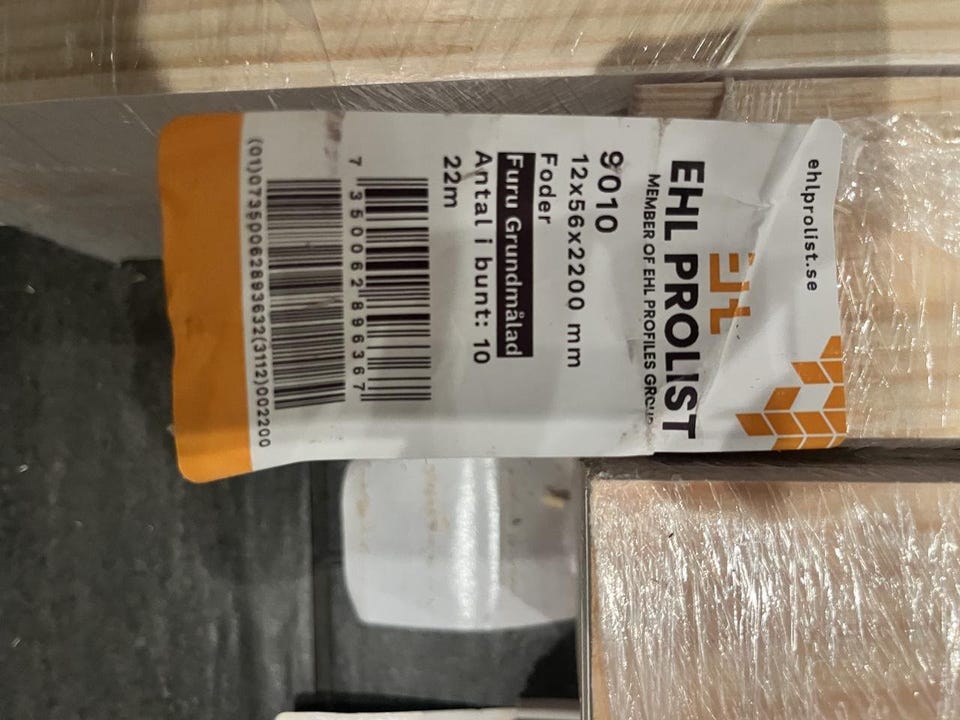 ehlprolist.se
EHL PROLIST
MEMBER OF EHL PROFILES GROUP
9010
12x56x2200 mm
Foder
Furu Grundmålad
Antal i bunt: 10
22m
7 350062 896367
(01)07350062893632(3112)002200